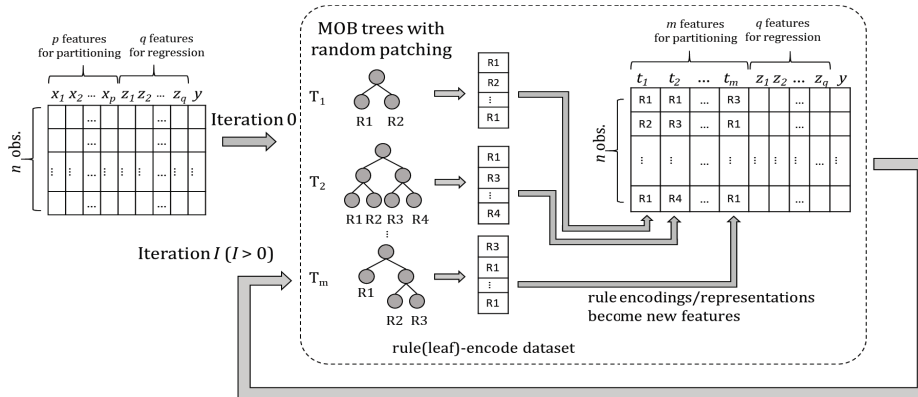 p features
for partitioning
q features
for regression
x1 x2 ... xp z1 z2 ... zq y
n obs.
...
...
⋮ ⋮ ... ⋮ ⋮ ⋮ ... ⋮ ⋮
...
Iteration 0
Iteration I (I > 0)
MOB trees with
random patching
T1
R1 R2
R1
R2
⋮
R1
T2
R1 R2 R3 R4
R1
R3
⋮
R4
⋮
Tm
R1
R2 R3
R3
R1
⋮
R1
rule(leaf)-encode dataset
rule encodings/representations
become new features
m features
for partitioning
q features
for regression
t1 t2 ... tm z1 z2 ... zq y
n obs.
R1 R1 ... R3
R2 R3 ... R1 ...
⋮ ⋮ ... ⋮ ⋮ ⋮ ... ⋮ ⋮
R1 R4 ... R1 ...